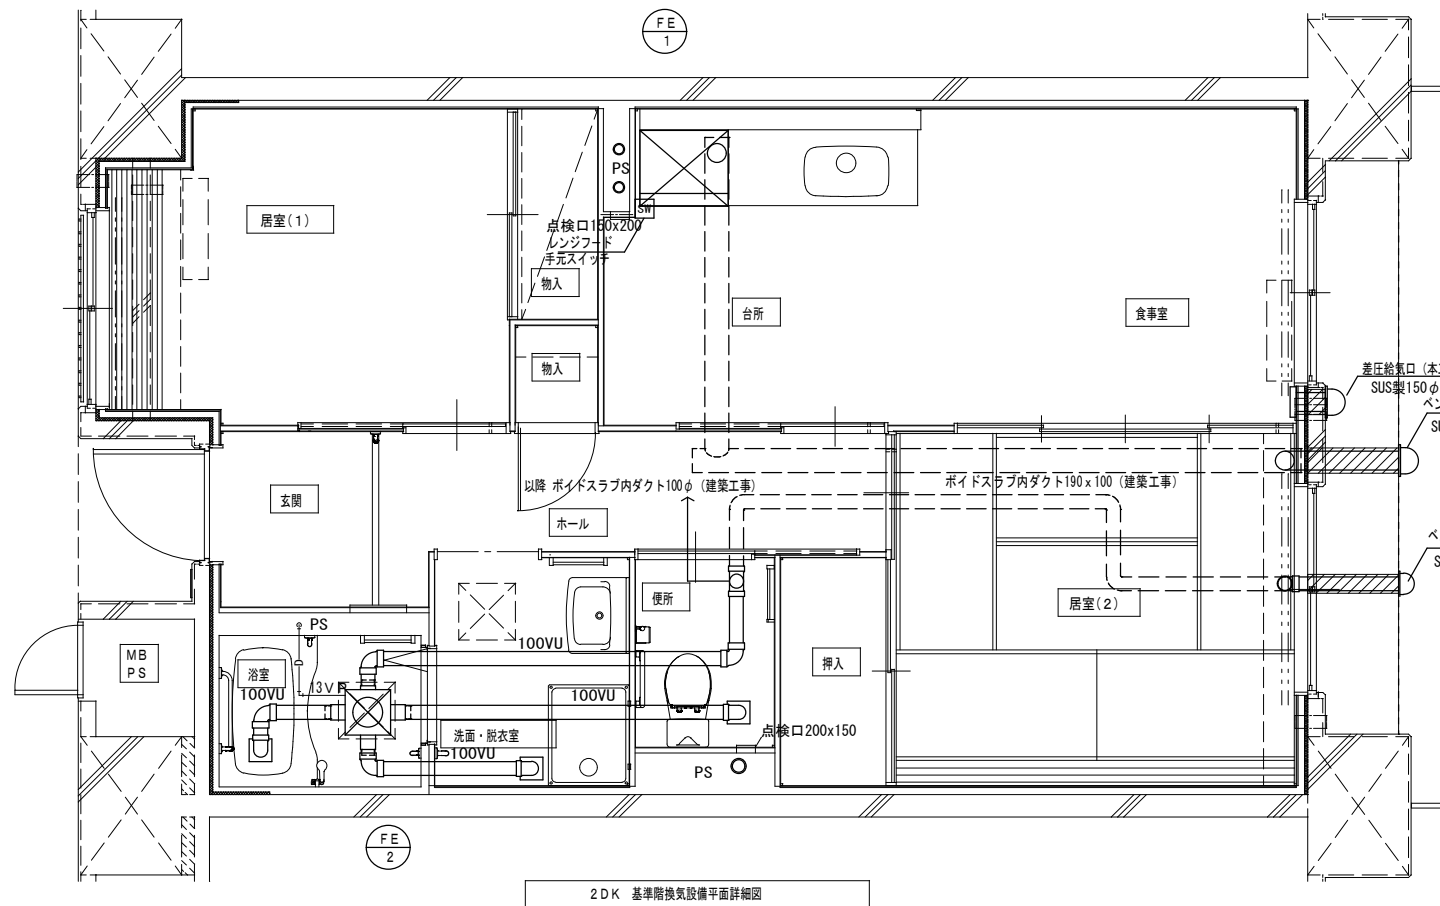 FE
1
PS
SW
居室(1)
点検口150x200
レンジフード
手元スイッチ
物入
台所
食事室
物入
差圧給気口(本
SUS製150φ
ベン
以降 ボイドスラブ内ダクト100φ(建築工事)
ボイドスラブ内ダクト190x100(建築工事)
玄関
ホール
ベ
S
便所
居室(2)
PS
100VU
MB
PS
浴室
押入
100VU
13V
100VU
洗面・脱衣室
点検口200x150
100VU
PS
FE
2
2DK 基準階換気設備平面詳細図